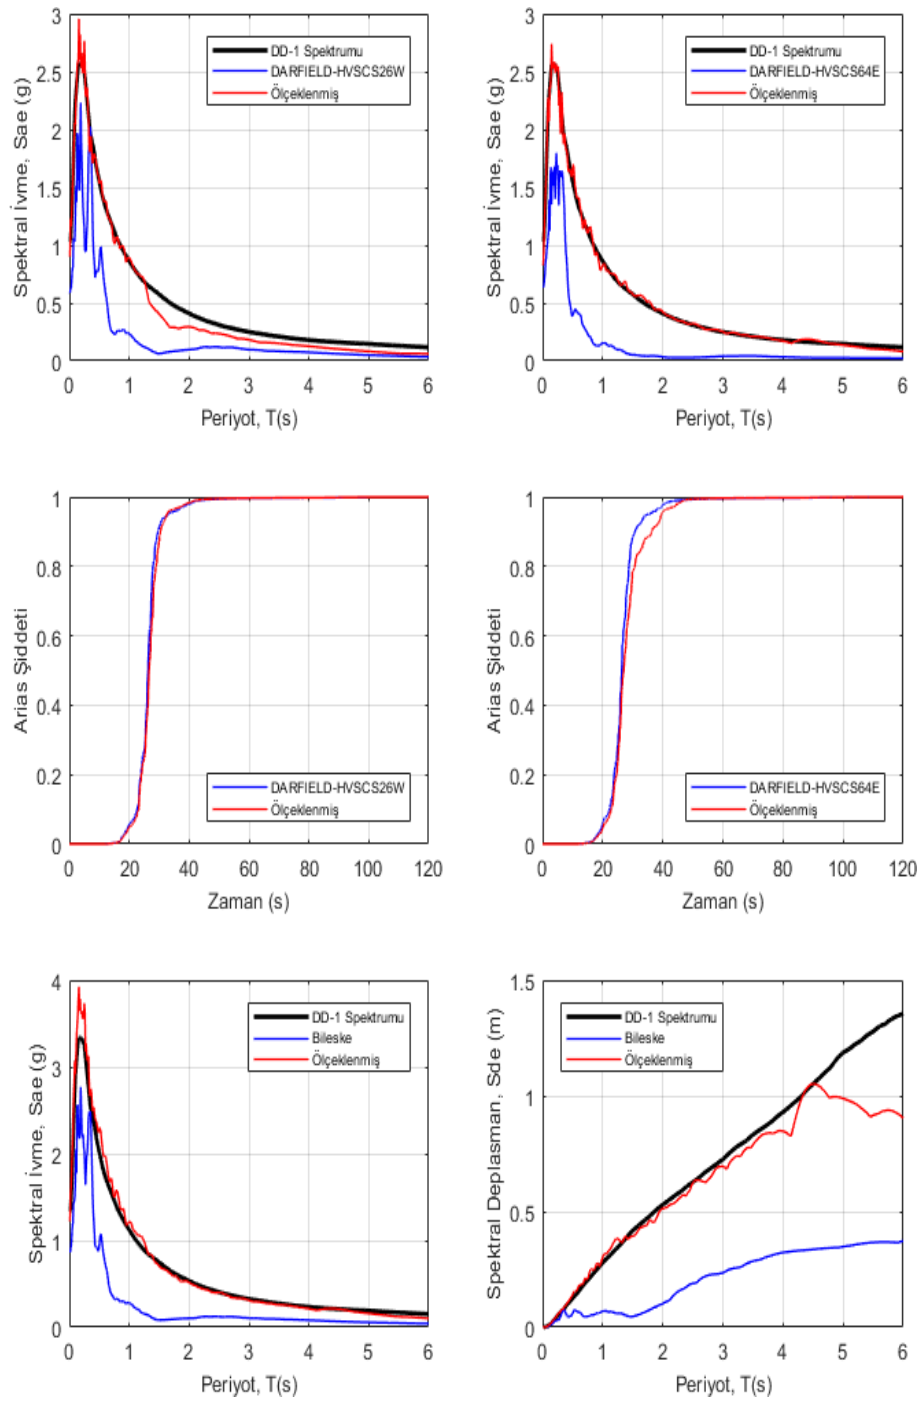 3
2.5
2
1.5
1
0.5
0
0 1 2 3 4 5 6
Spektral İvme, Sae (g)
Periyot, T(s)
DD-1 Spektrumu
DARFIELD-HVSCS26W
Ölçeklenmiş
3
2.5
2
1.5
1
0.5
0
0 1 2 3 4 5 6
Spektral İvme, Sae (g)
Periyot, T(s)
DD-1 Spektrumu
DARFIELD-HVSCS64E
Ölçeklenmiş
1
0.8
0.6
0.4
0.2
0
0 20 40 60 80 100 120
Arias Şiddeti
Zaman (s)
DARFIELD-HVSCS26W
Ölçeklenmiş
1
0.8
0.6
0.4
0.2
0
0 20 40 60 80 100 120
Arias Şiddeti
Zaman (s)
DARFIELD-HVSCS64E
Ölçeklenmiş
4
3
2
1
0
0 1 2 3 4 5 6
Spektral İvme, Sae (g)
Periyot, T(s)
DD-1 Spektrumu
Bileske
Ölçeklenmiş
1.5
1
0.5
0
0 1 2 3 4 5 6
Spektral Deplasman, Sde (m)
Periyot, T(s)
DD-1 Spektrumu
Bileske
Ölçeklenmiş